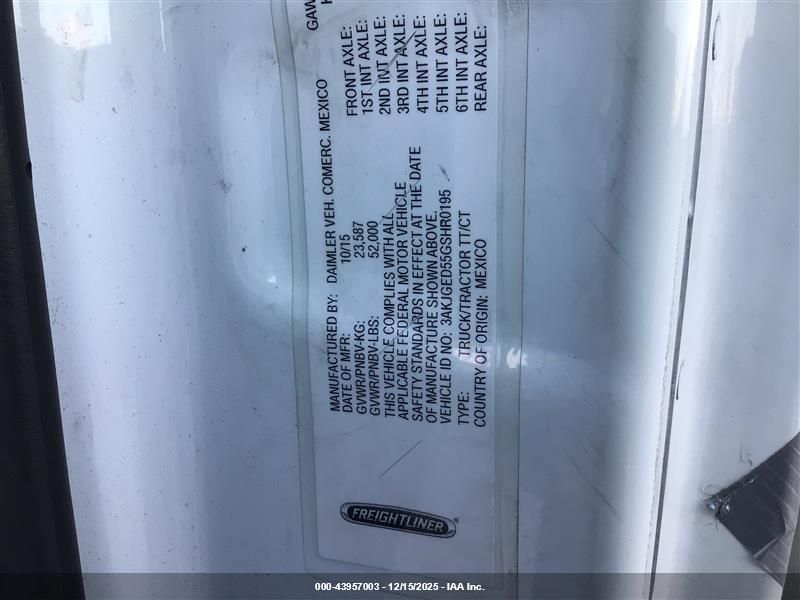 FREIGHTLINER
MANUFACTURED BY: DAIMLER VEH. COMERC. MEXICO
DATE OF MFR: 10/15
GVWR/PNBV-KG: 23,587
GVWR/PNBV-LBS: 52,000
THIS VEHICLE COMPLIES WITH ALL
APPLICABLE FEDERAL MOTOR VEHICLE
SAFETY STANDARDS IN EFFECT AT THE DATE
OF MANUFACTURE SHOWN ABOVE.
VEHICLE ID NO: 3AKJGED55GSHR0195
TYPE: TRUCK/TRACTOR TT/CT
COUNTRY OF ORIGIN: MEXICO
FRONT AXLE:
1ST INT AXLE:
2ND INT AXLE:
3RD INT AXLE:
4TH INT AXLE:
5TH INT AXLE:
6TH INT AXLE:
REAR AXLE:
000-43957003 - 12/15/2025 - IAA Inc.